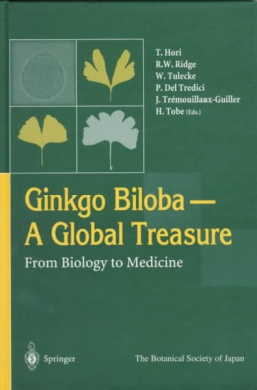 T. Hori
R.W. Ridge
W. Tulecke
P. Del Tredici
J. Trémouillaux-Guiller
H. Tobe (Eds.)
Ginkgo Biloba —
A Global Treasure
From Biology to Medicine
Springer
The Botanical Society of Japan